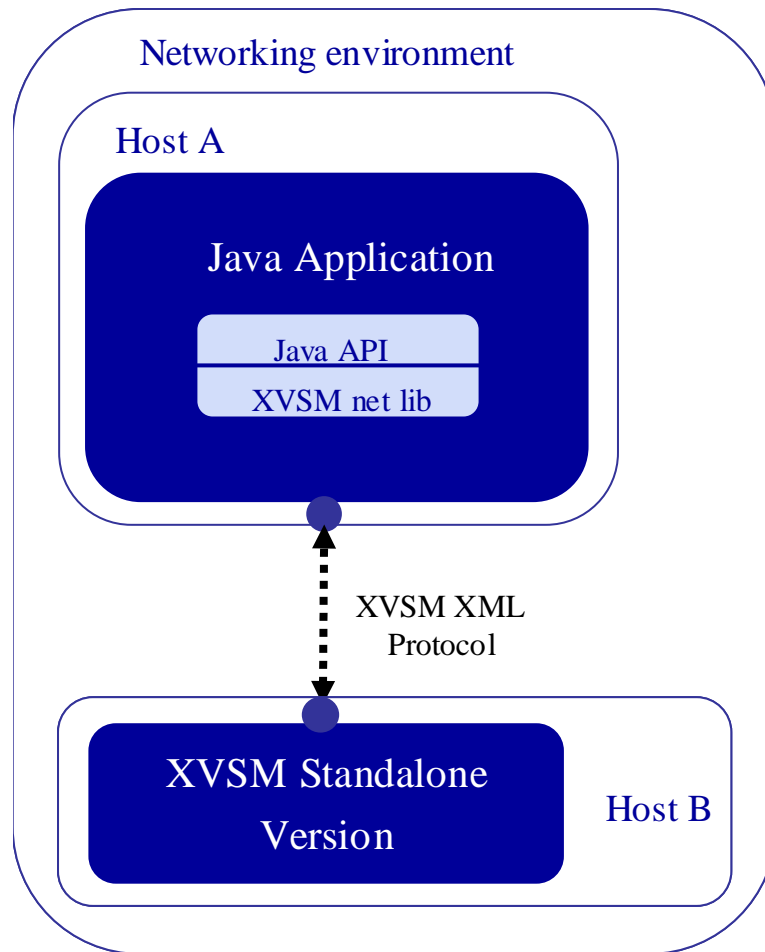 Networking environment
Host A
Java Application
Java API
XVSM net lib
XVSM XML
Protocol
XVSM Standalone
Version
Host B